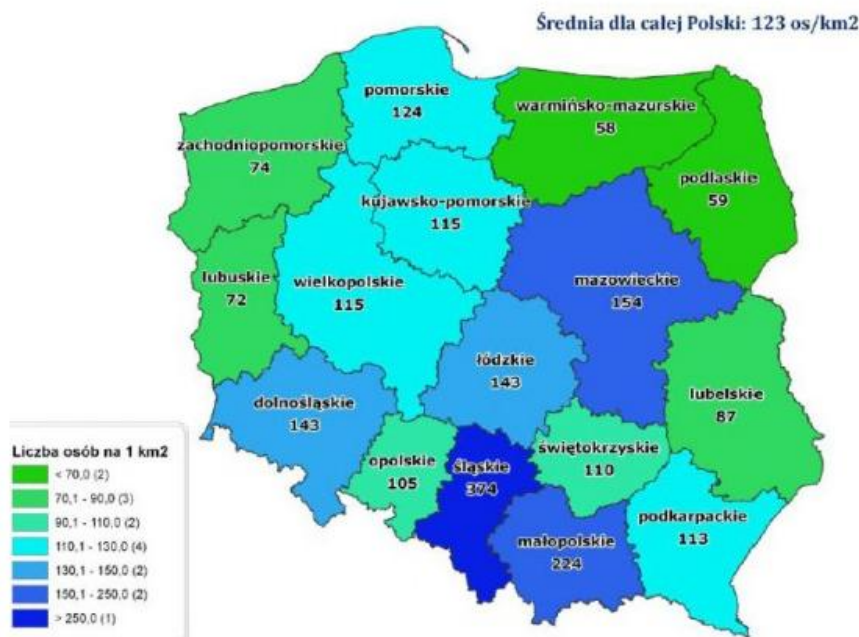 Średnia dla całej Polski: 123 os/km2
pomorskie
124
warmińsko-mazurskie
58
zachodniopomorskie
74
podlaskie
59
kujawsko-pomorskie
115
lubuskie
72
wielkopolskie
115
mazowieckie
154
łódzkie
143
dolnośląskie
143
lubelskie
87
opolskie
105
śląskie
374
świętokrzyskie
110
podkarpackie
113
małopolskie
224
Liczba osób na 1 km2
< 70,0 (2)
70,1 - 90,0 (3)
90,1 - 110,0 (2)
110,1 - 130,0 (4)
130,1 - 150,0 (2)
150,1 - 250,0 (2)
> 250,0 (1)